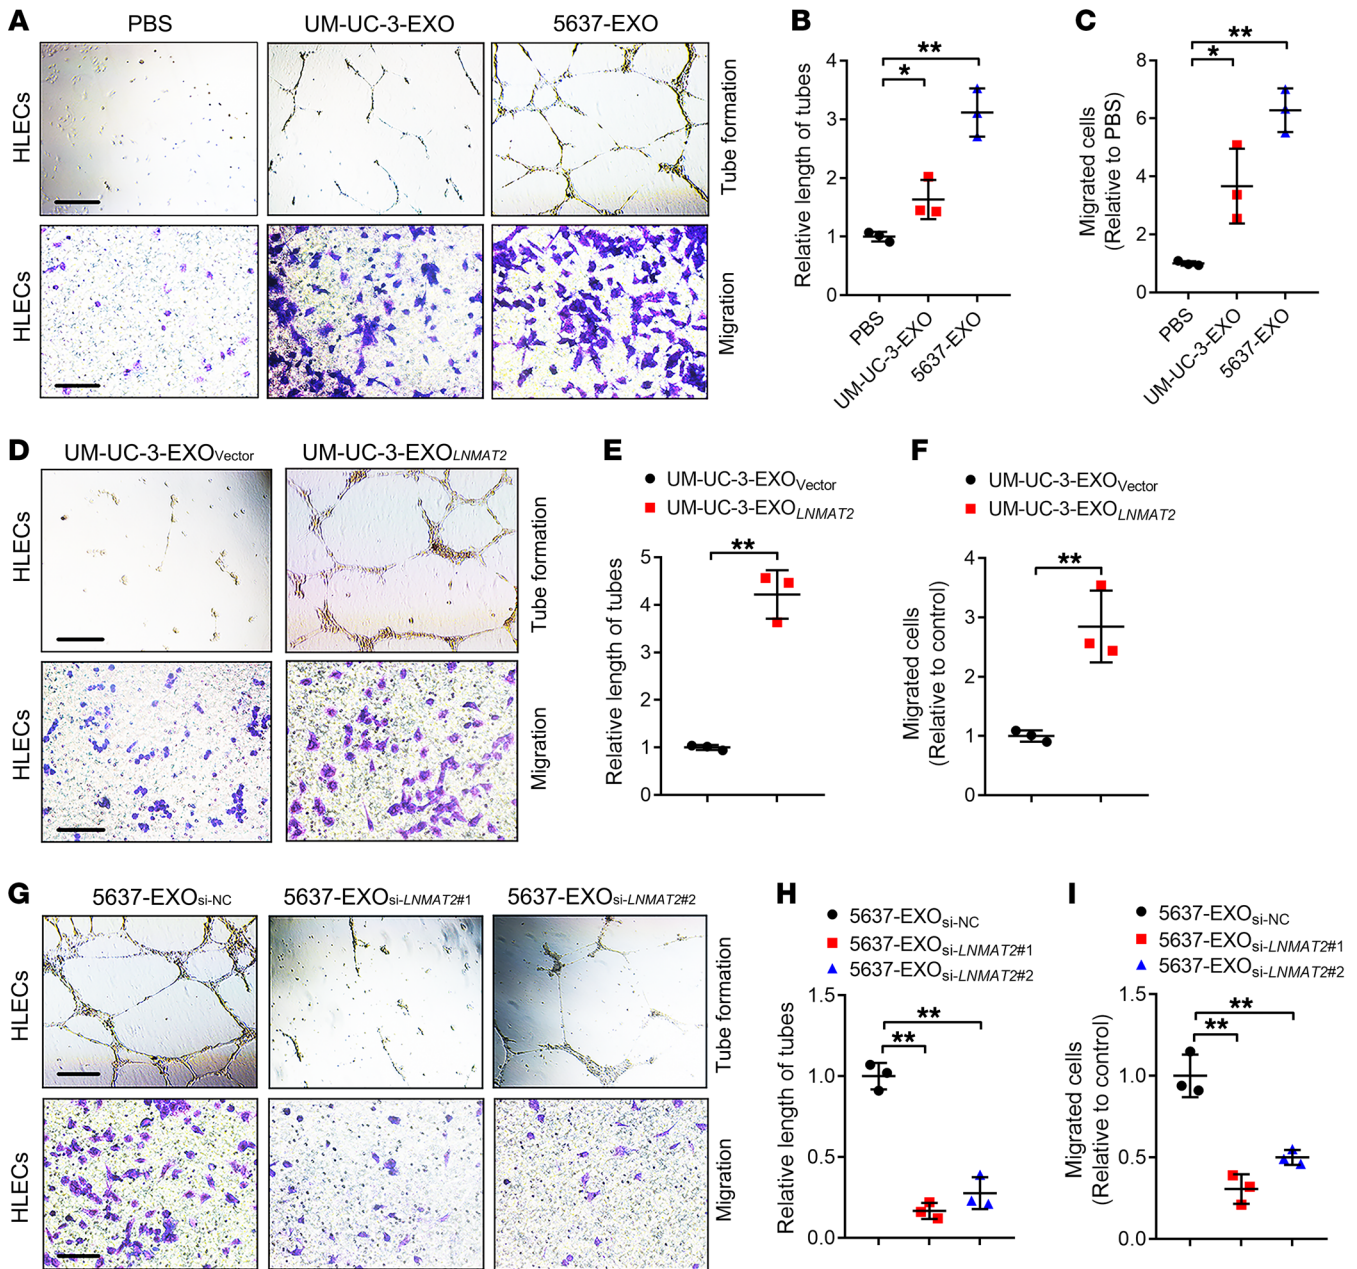 A
PBS
UM-UC-3-EXO
5637-EXO
HLECs
Tube formation
HLECs
Migration
B
Relative length of tubes
4
3
2
1
0
*
**
PBS
UM-UC-3-EXO
5637-EXO
C
Migrated cells
(Relative to PBS)
8
6
4
2
0
*
**
PBS
UM-UC-3-EXO
5637-EXO
D
UM-UC-3-EXOVector
UM-UC-3-EXOLNMAT2
HLECs
Tube formation
HLECs
Migration
E
UM-UC-3-EXOVector
UM-UC-3-EXOLNMAT2
Relative length of tubes
5
4
3
2
1
0
**
F
UM-UC-3-EXOVector
UM-UC-3-EXOLNMAT2
Migrated cells
(Relative to control)
4
3
2
1
0
**
G
5637-EXOsi-NC
5637-EXOsi-LNMAT2#1
5637-EXOsi-LNMAT2#2
HLECs
Tube formation
HLECs
Migration
H
5637-EXOsi-NC
5637-EXOsi-LNMAT2#1
5637-EXOsi-LNMAT2#2
Relative length of tubes
1.5
1.0
0.5
0.0
**
**
I
5637-EXOsi-NC
5637-EXOsi-LNMAT2#1
5637-EXOsi-LNMAT2#2
Migrated cells
(Relative to control)
1.5
1.0
0.5
0.0
**
**